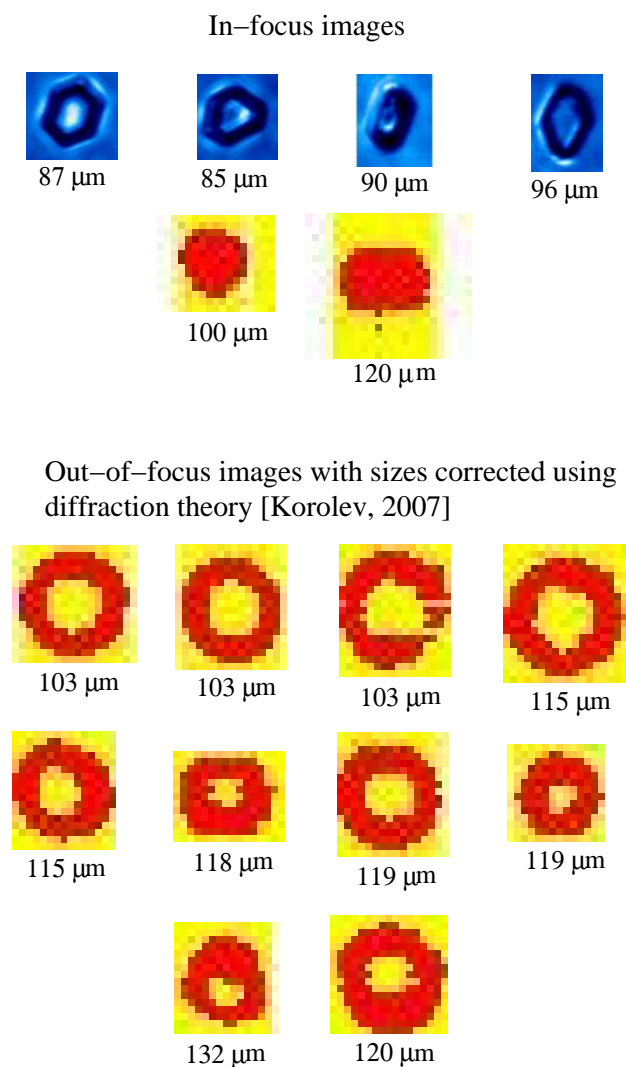 In−focus images
87 μm
85 μm
90 μm
96 μm
100 μm
120 μm
Out−of−focus images with sizes corrected using
diffraction theory [Korolev, 2007]
103 μm
103 μm
103 μm
115 μm
115 μm
118 μm
119 μm
119 μm
132 μm
120 μm